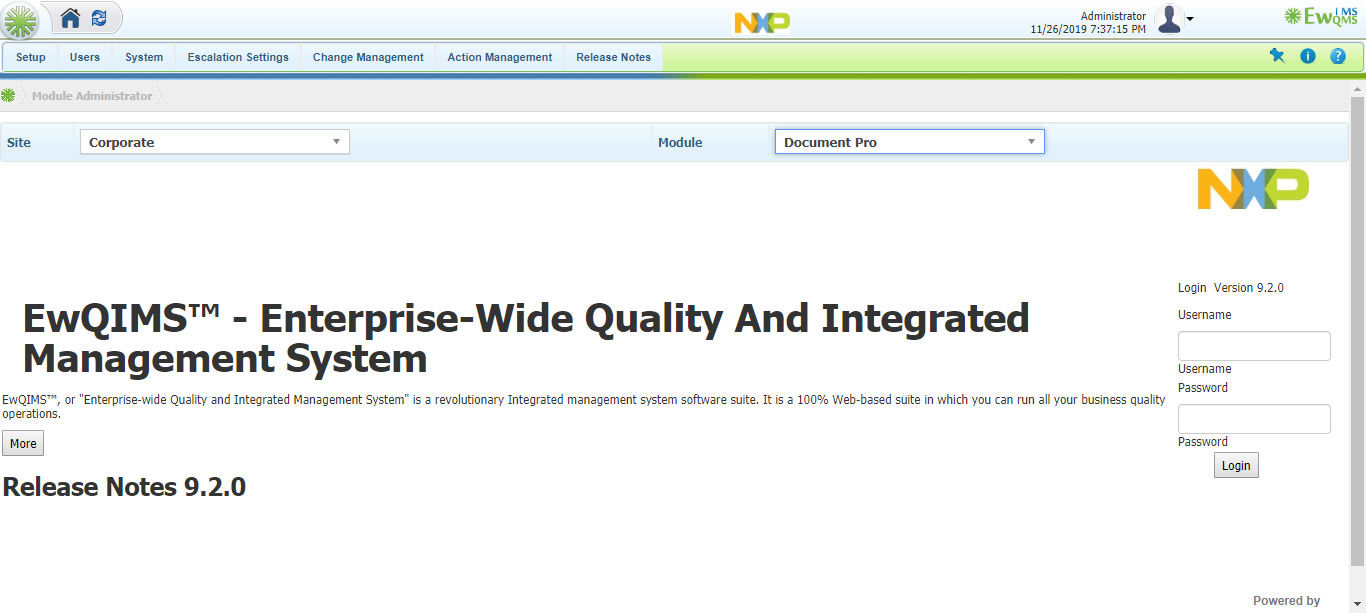 NXP
Administrator
11/26/2019 7:37:15 PM
EwQIMS
Setup Users System Escalation Settings Change Management Action Management Release Notes
Module Administrator
Site Corporate Module Document Pro
NXP
Login Version 9.2.0
Username
Username
Password
Password
Login
EwQIMS™ - Enterprise-Wide Quality And Integrated
Management System
EwQIMS™, or "Enterprise-wide Quality and Integrated Management System" is a revolutionary Integrated management system software suite. It is a 100% Web-based suite in which you can run all your business quality
operations.
More
Release Notes 9.2.0
Powered by